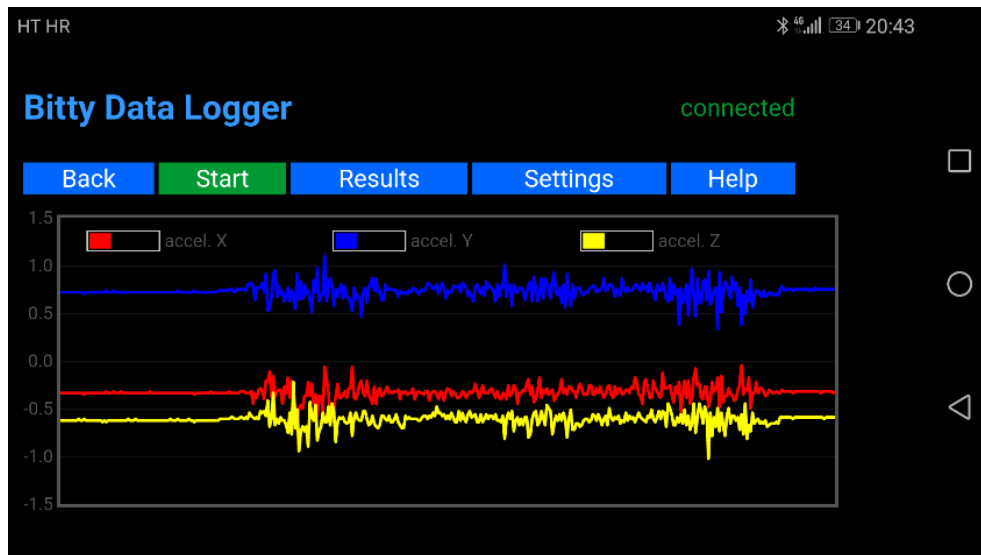 HT HR 4G 34 20:43
Bitty Data Logger connected
Back Start Results Settings Help
1.5
accel. X accel. Y accel. Z
1.0
0.5
0.0
-0.5
-1.0
-1.5